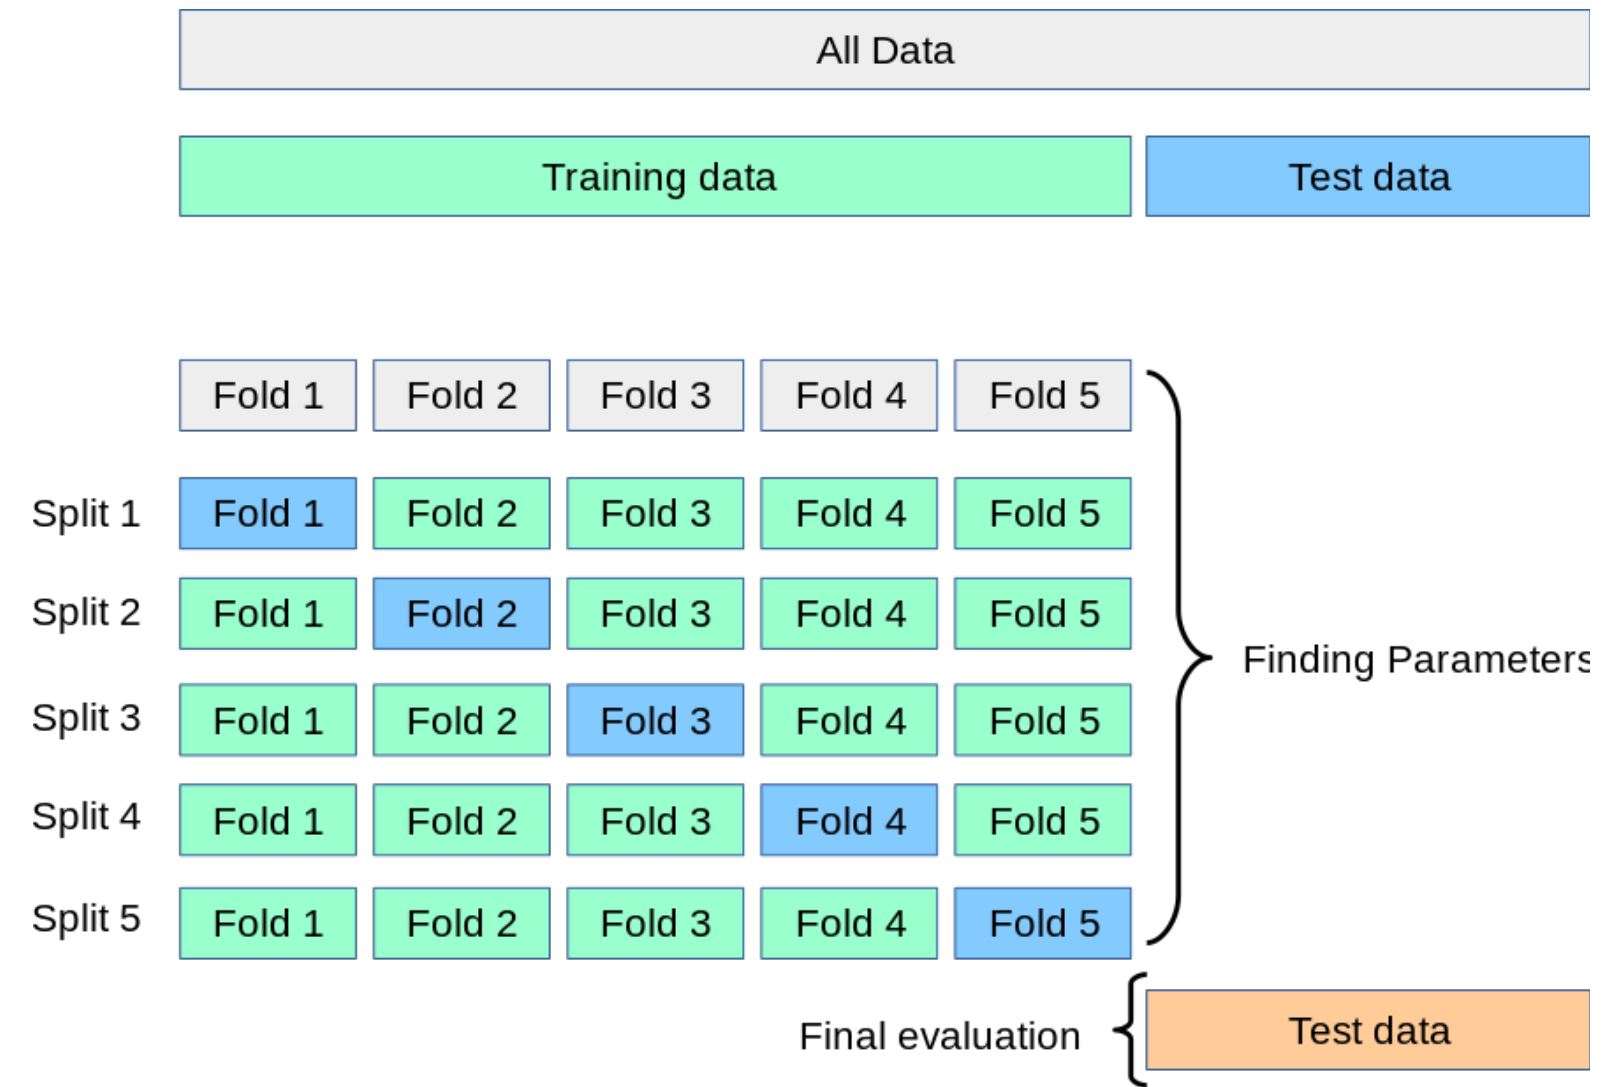 All Data
Training data Test data
Fold 1 Fold 2 Fold 3 Fold 4 Fold 5
Split 1 Fold 1 Fold 2 Fold 3 Fold 4 Fold 5
Split 2 Fold 1 Fold 2 Fold 3 Fold 4 Fold 5
Finding Parameters
Split 3 Fold 1 Fold 2 Fold 3 Fold 4 Fold 5
Split 4 Fold 1 Fold 2 Fold 3 Fold 4 Fold 5
Split 5 Fold 1 Fold 2 Fold 3 Fold 4 Fold 5
Final evaluation Test data